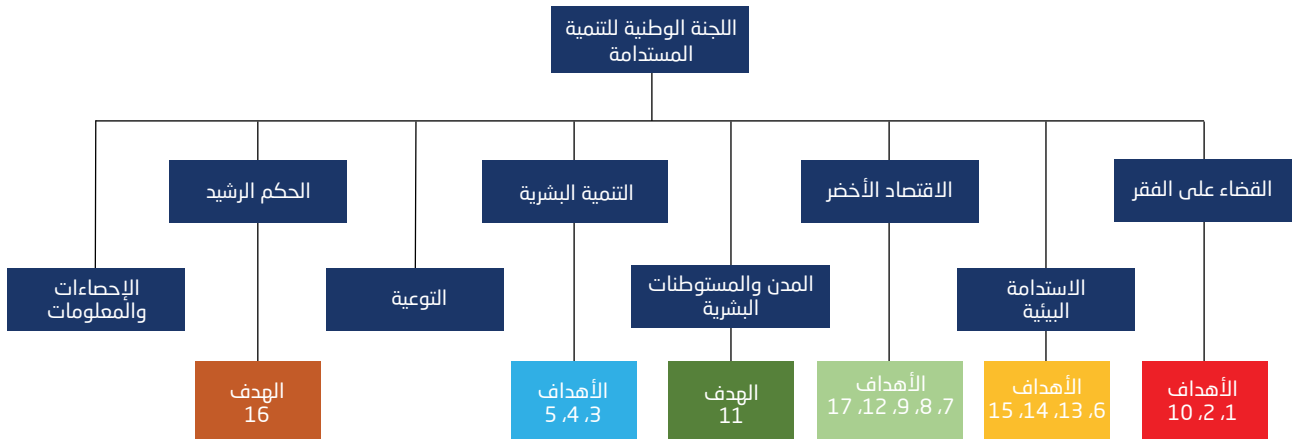 اللجنة الوطنية للتنمية
المستدامة
القضاء على الفقر
الاقتصاد الأخضر
التنمية البشرية
الحكم الرشيد
الاستدامة
البيئية
المدن والمستوطنات
البشرية
التوعية
الإحصاءات
والمعلومات
الأهداف
1، 2، 10
الأهداف
6، 13، 14، 15
الأهداف
7، 8، 9، 12، 17
الهدف
11
الأهداف
3، 4، 5
الهدف
16